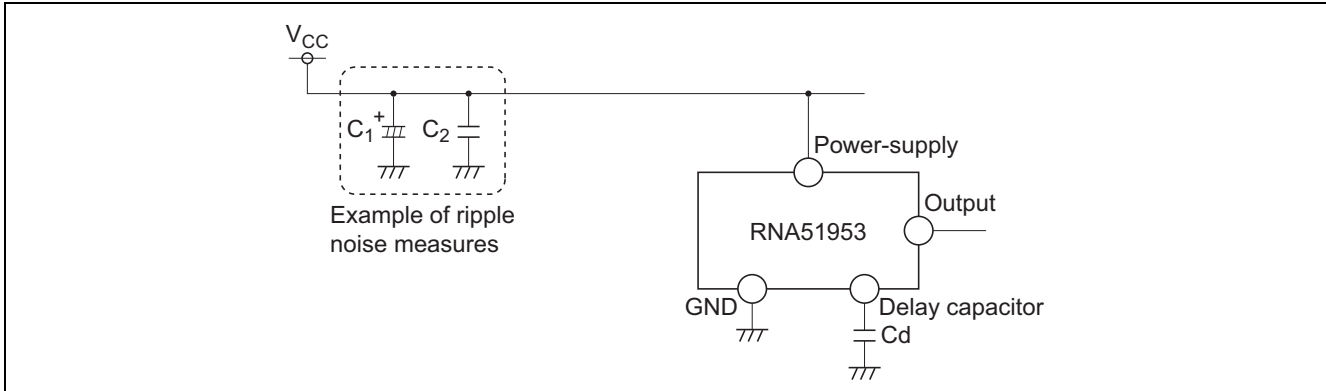 VCC
C1
+
C2
Example of ripple
noise measures
Power-supply
Output
RNA51953
GND
Delay capacitor
Cd